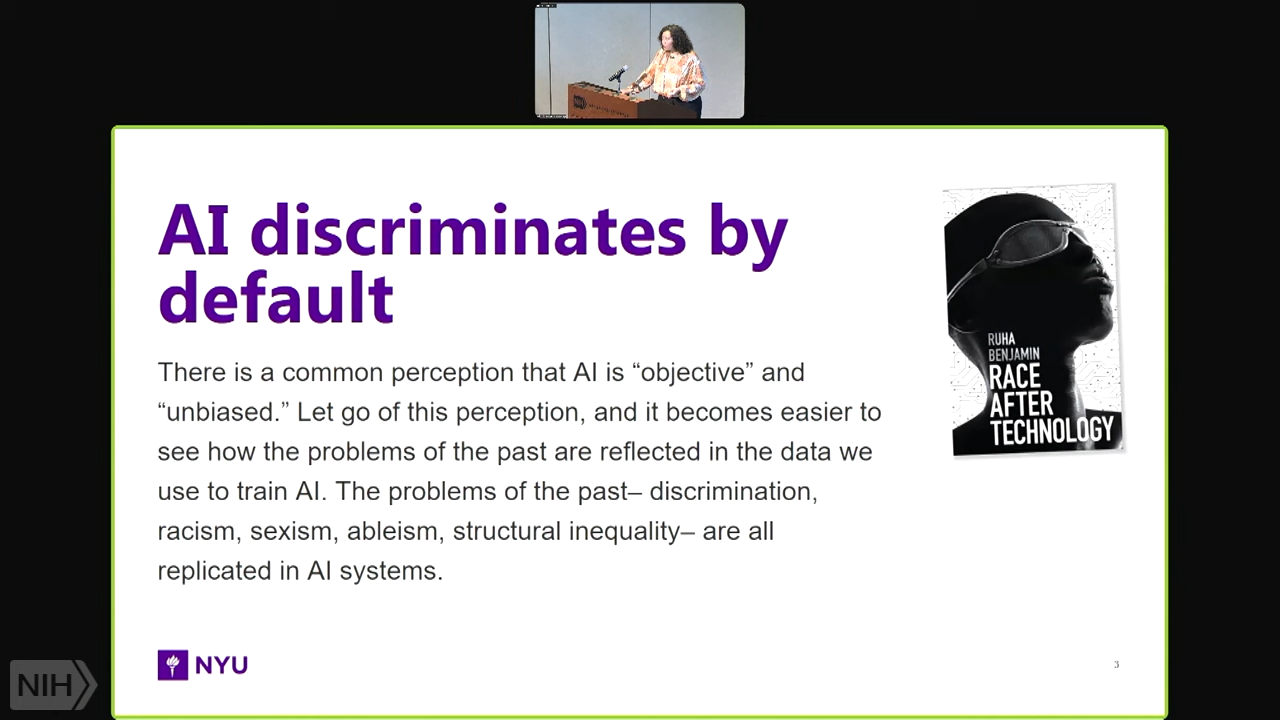 AI discriminates by
default
There is a common perception that AI is “objective” and
“unbiased.” Let go of this perception, and it becomes easier to
see how the problems of the past are reflected in the data we
use to train AI. The problems of the past– discrimination,
racism, sexism, ableism, structural inequality– are all
replicated in AI systems.
RUHA
BENJAMIN
RACE
AFTER
TECHNOLOGY
NYU
3
NIH